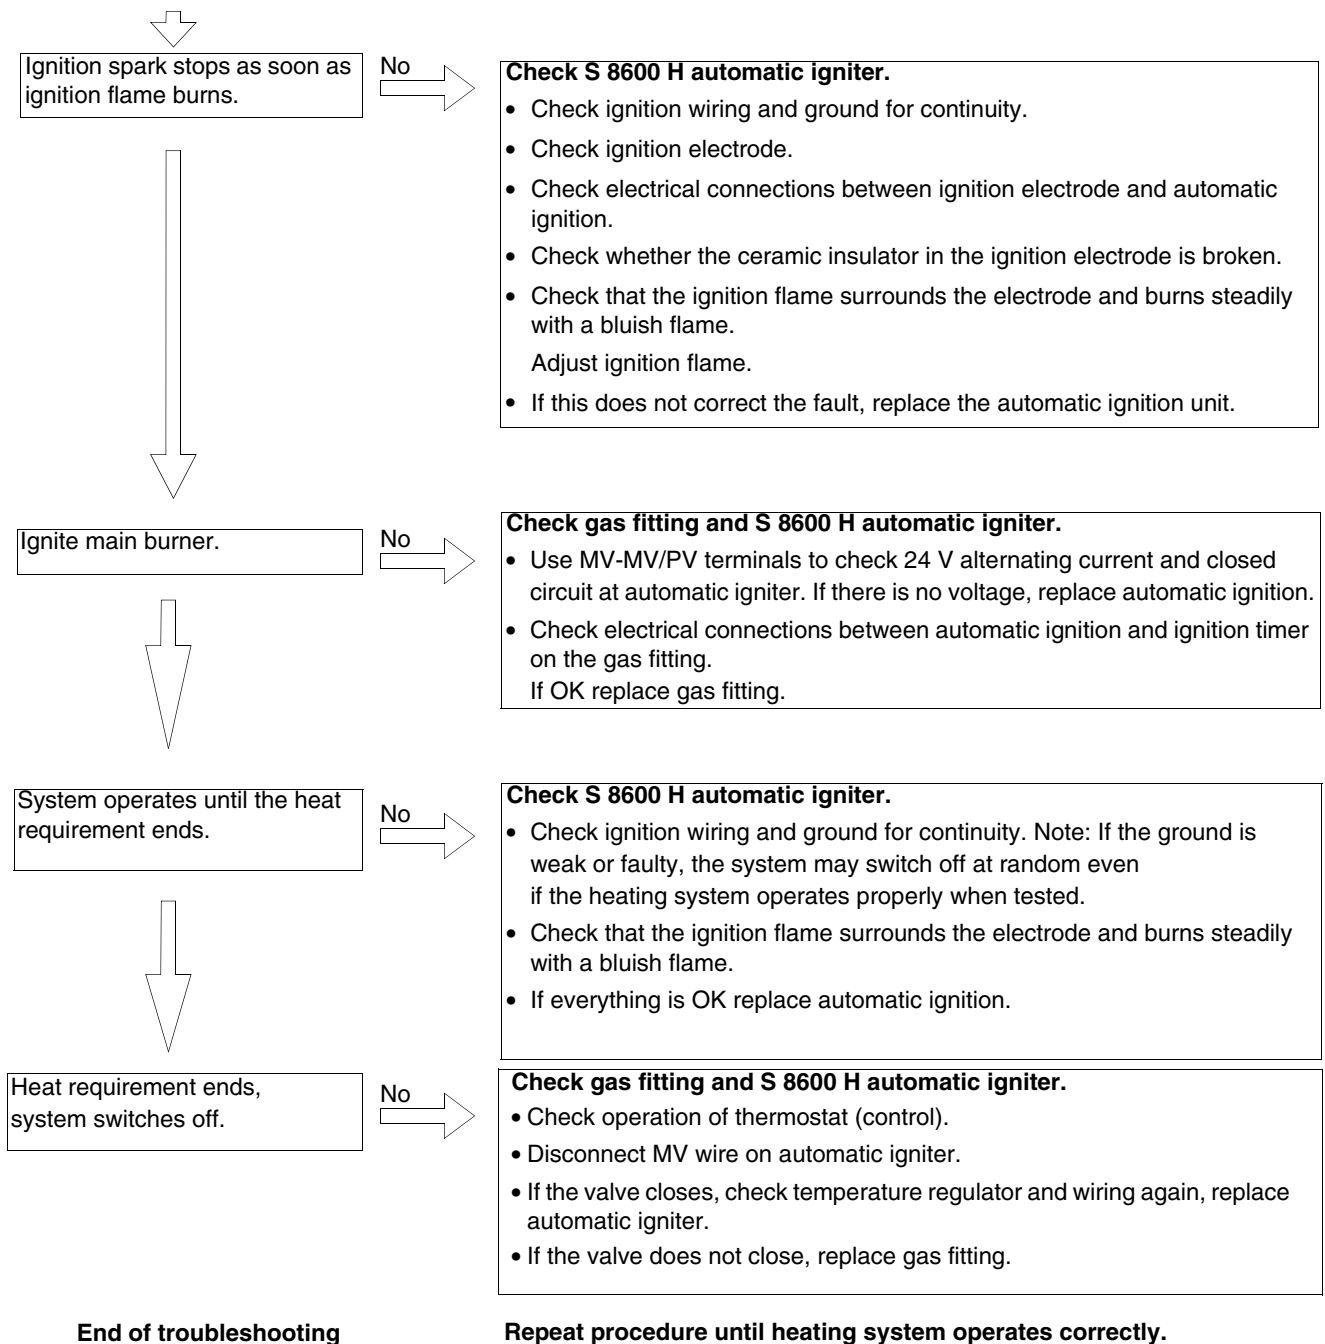 Ignition spark stops as soon as
ignition flame burns.
No
Check S 8600 H automatic igniter.
• Check ignition wiring and ground for continuity.
• Check ignition electrode.
• Check electrical connections between ignition electrode and automatic
ignition.
• Check whether the ceramic insulator in the ignition electrode is broken.
• Check that the ignition flame surrounds the electrode and burns steadily
with a bluish flame.
Adjust ignition flame.
• If this does not correct the fault, replace the automatic ignition unit.
Ignite main burner.
No
Check gas fitting and S 8600 H automatic igniter.
• Use MV-MV/PV terminals to check 24 V alternating current and closed
circuit at automatic igniter. If there is no voltage, replace automatic ignition.
• Check electrical connections between automatic ignition and ignition timer
on the gas fitting.
If OK replace gas fitting.
System operates until the heat
requirement ends.
No
Check S 8600 H automatic igniter.
• Check ignition wiring and ground for continuity. Note: If the ground is
weak or faulty, the system may switch off at random even
if the heating system operates properly when tested.
• Check that the ignition flame surrounds the electrode and burns steadily
with a bluish flame.
• If everything is OK replace automatic ignition.
Heat requirement ends,
system switches off.
No
Check gas fitting and S 8600 H automatic igniter.
• Check operation of thermostat (control).
• Disconnect MV wire on automatic igniter.
• If the valve closes, check temperature regulator and wiring again, replace
automatic igniter.
• If the valve does not close, replace gas fitting.
End of troubleshooting
Repeat procedure until heating system operates correctly.